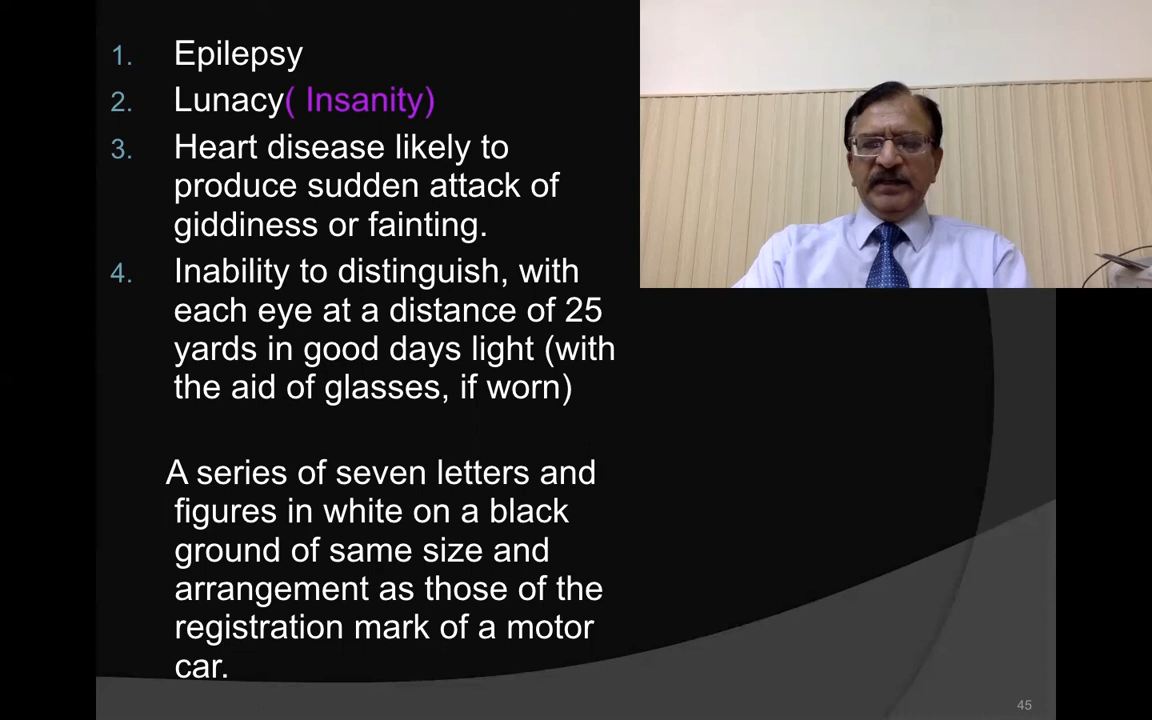 1. Epilepsy
2. Lunacy( Insanity)
3. Heart disease likely to
produce sudden attack of
giddiness or fainting.
4. Inability to distinguish, with
each eye at a distance of 25
yards in good days light (with
the aid of glasses, if worn)
A series of seven letters and
figures in white on a black
ground of same size and
arrangement as those of the
registration mark of a motor
car.
45